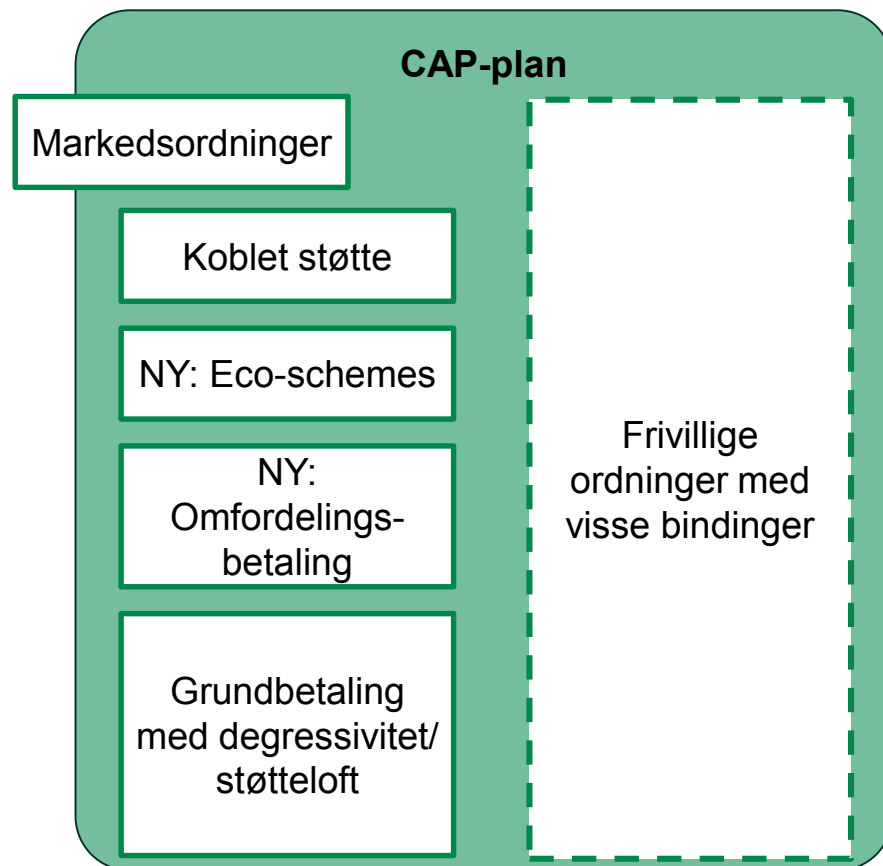 CAP-plan
Markedsordninger
Koblet støtte
NY: Eco-schemes
NY:
Omfordelings-
betaling
Grundbetaling
med degressivitet/
støtteloft
Frivillige
ordninger med
visse bindinger